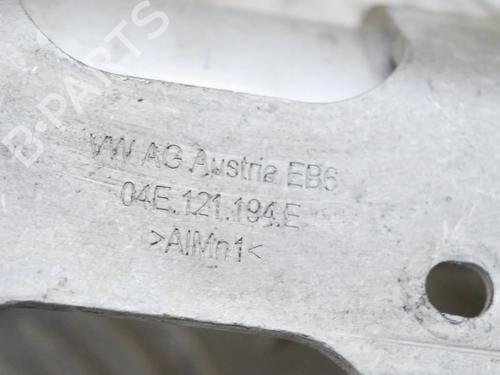 B-PARTS
VW AG Austria EB6
04E.121.194.E
>AlMn1<